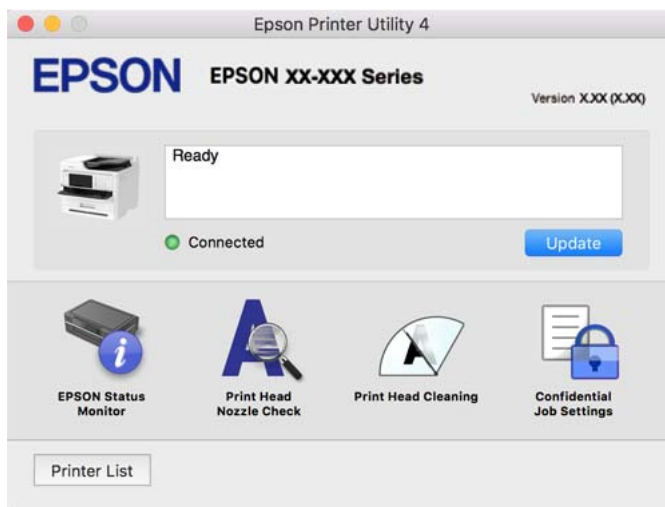 Epson Printer Utility 4
EPSON
EPSON XX-XXX Series
Version X.XX (X.XX)
Ready
Connected
Update
EPSON Status
Monitor
Print Head
Nozzle Check
Print Head Cleaning
Confidential
Job Settings
Printer List